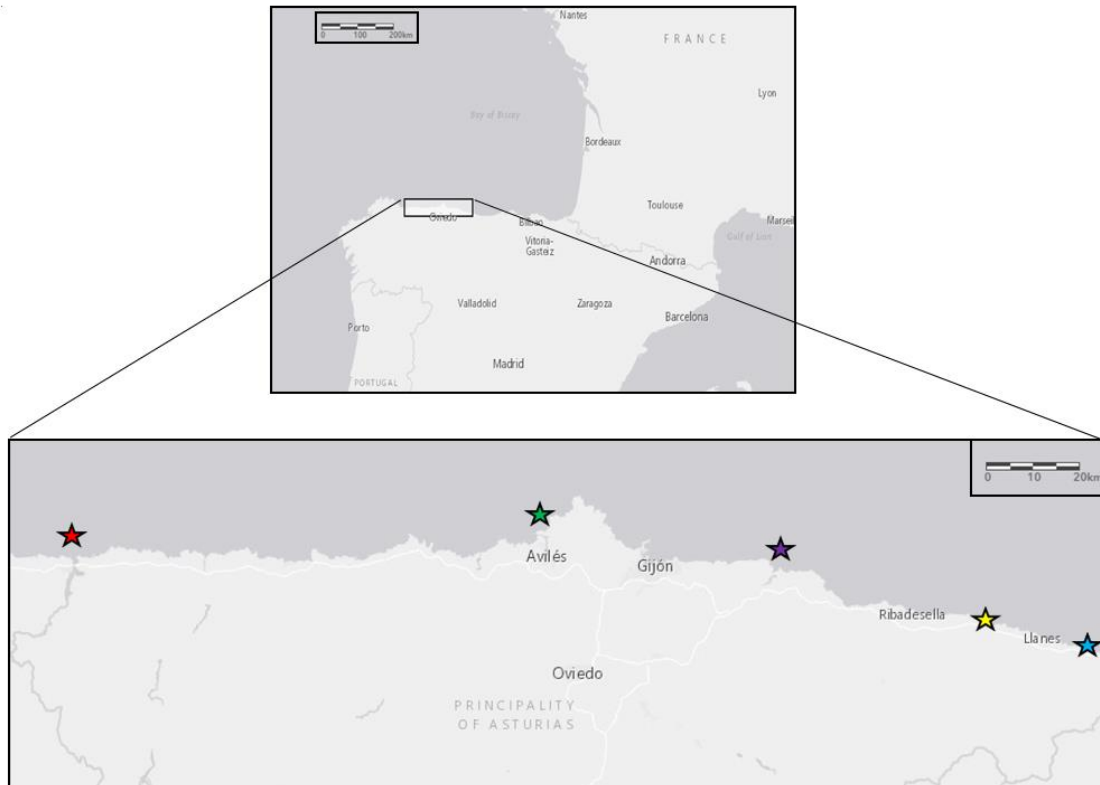 Nantes
0 100 200km
FRANCE
Lyon
Bay of Biscay
Bordeaux
Toulouse
Marseil
Oviedo
Bilbao
Gulf of Lion
Vitoria-
Gasteiz
Andorra
Valladolid
Zaragoza
Barcelona
Porto
Madrid
PORTUGAL
0 10 20km
Avilés
Gijón
Ribadesella
Llanes
Oviedo
PRINCIPALITY
OF ASTURIAS